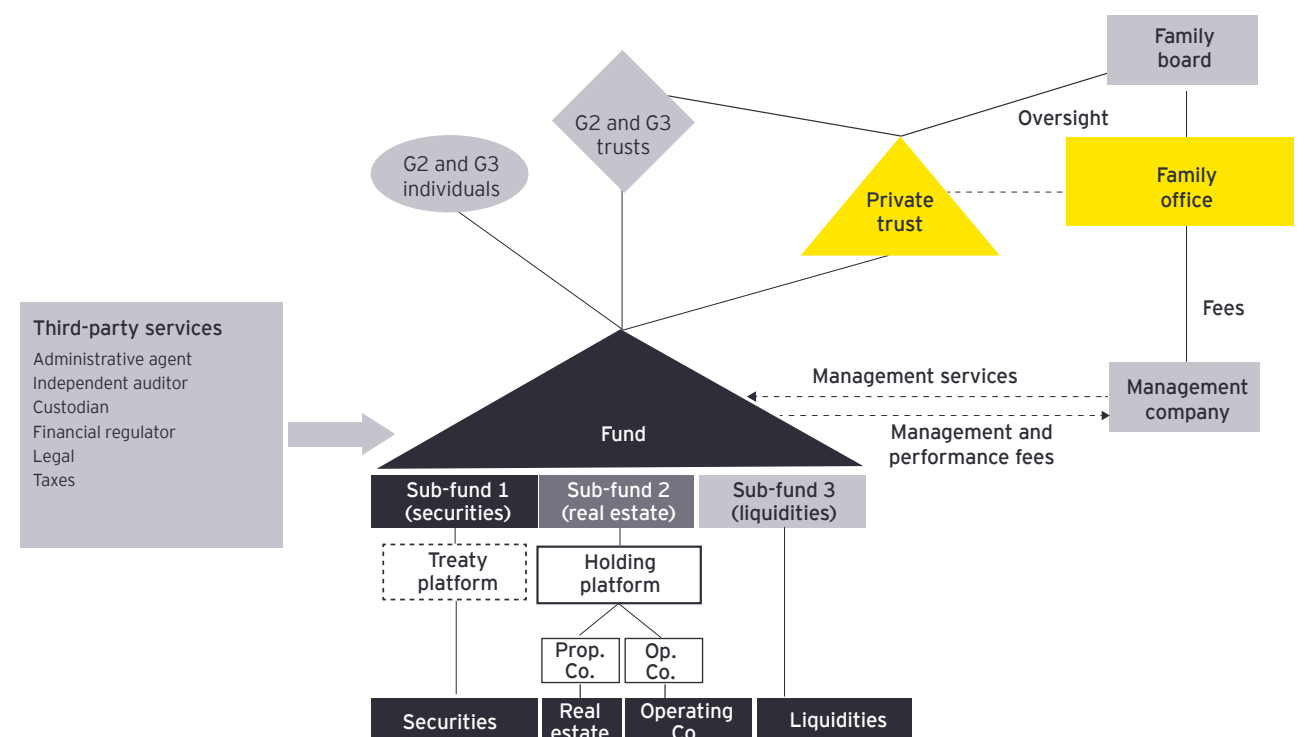 Family
board
Oversight
G2 and G3
trusts
G2 and G3
individuals
Private
trust
Family
office
Fees
Third-party services
Administrative agent
Independent auditor
Custodian
Financial regulator
Legal
Taxes
Management services
Management
company
Management and
performance fees
Fund
Sub-fund 1
(securities)
Sub-fund 2
(real estate)
Sub-fund 3
(liquidities)
Treaty
platform
Holding
platform
Prop.
Co.
Op.
Co.
Securities
Real
estate
Operating
Co
Liquidities